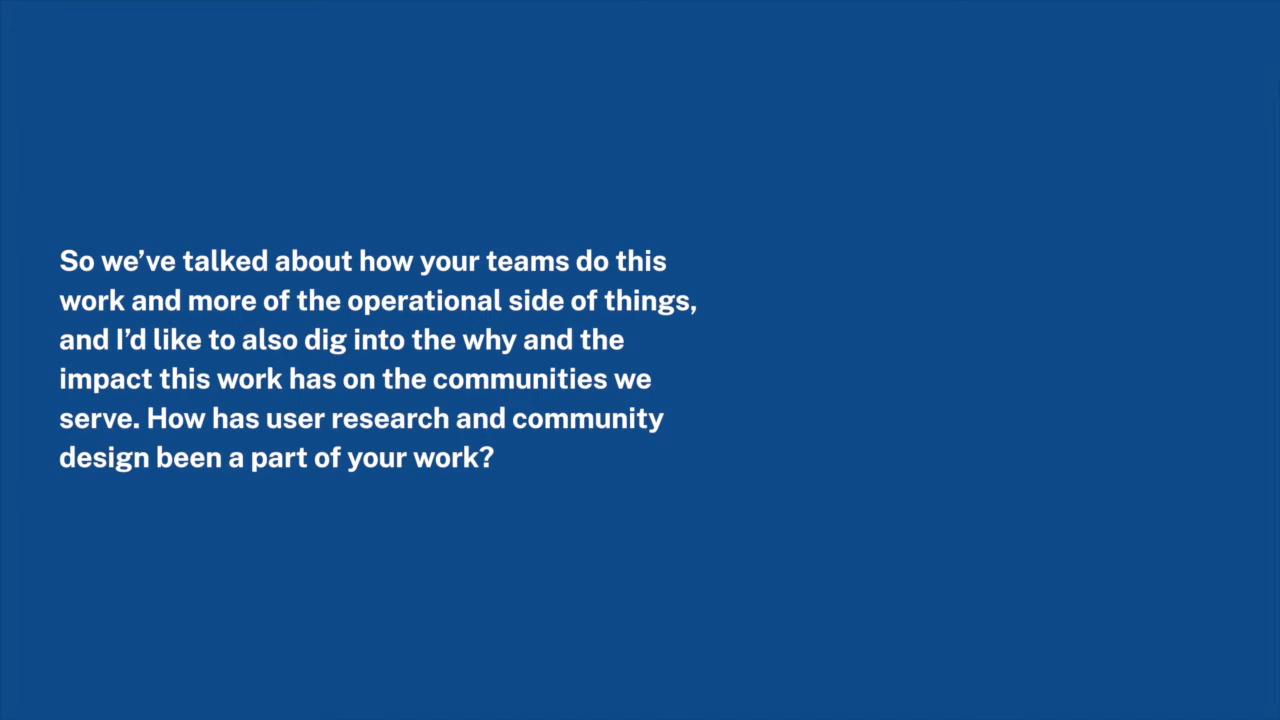 So we’ve talked about how your teams do this
work and more of the operational side of things,
and I’d like to also dig into the why and the
impact this work has on the communities we
serve. How has user research and community
design been a part of your work?